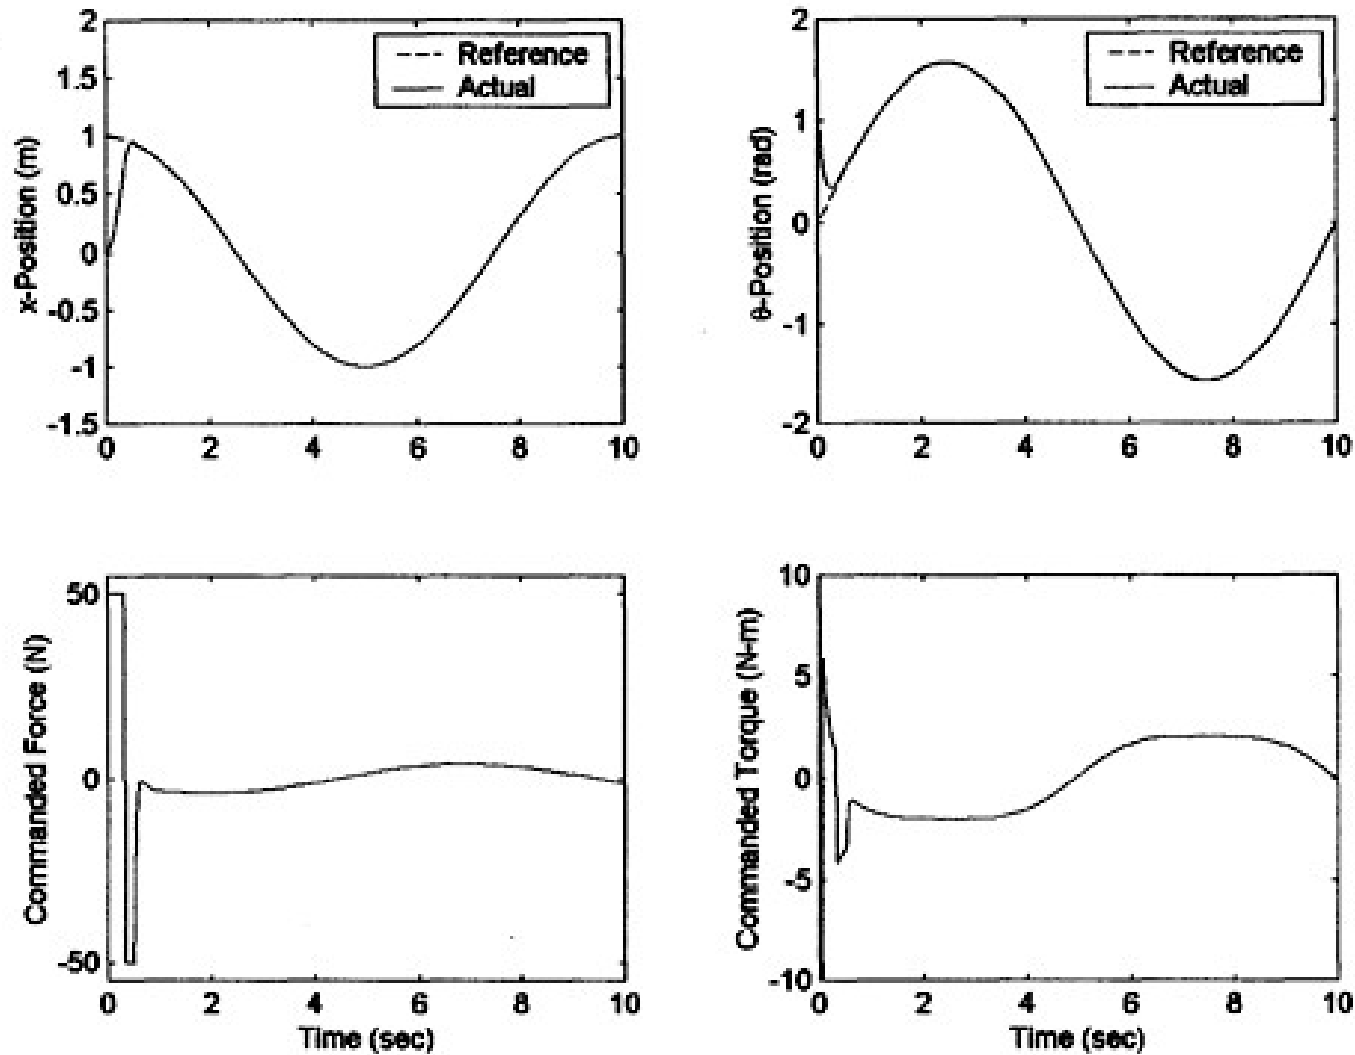 2
1.5
1
0.5
0
-0.5
-1
-1.5
x-Position (m)
Reference
Actual
0 2 4 6 8 10
2
1
0
-1
-2
θ-Position (rad)
Reference
Actual
0 2 4 6 8 10
50
0
-50
Commanded Force (N)
0 2 4 6 8 10
Time (sec)
10
5
0
-5
-10
Commanded Torque (N-m)
0 2 4 6 8 10
Time (sec)